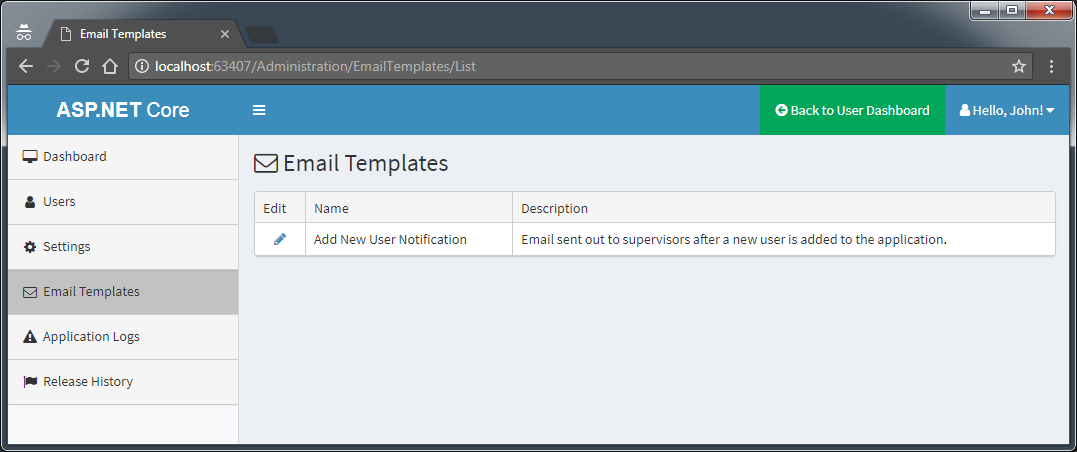 Email Templates
localhost:63407/Administration/EmailTemplates/List
ASP.NET Core
Back to User Dashboard
Hello, John!
Dashboard
Users
Settings
Email Templates
Application Logs
Release History
Email Templates
Edit Name Description
Add New User Notification Email sent out to supervisors after a new user is added to the application.